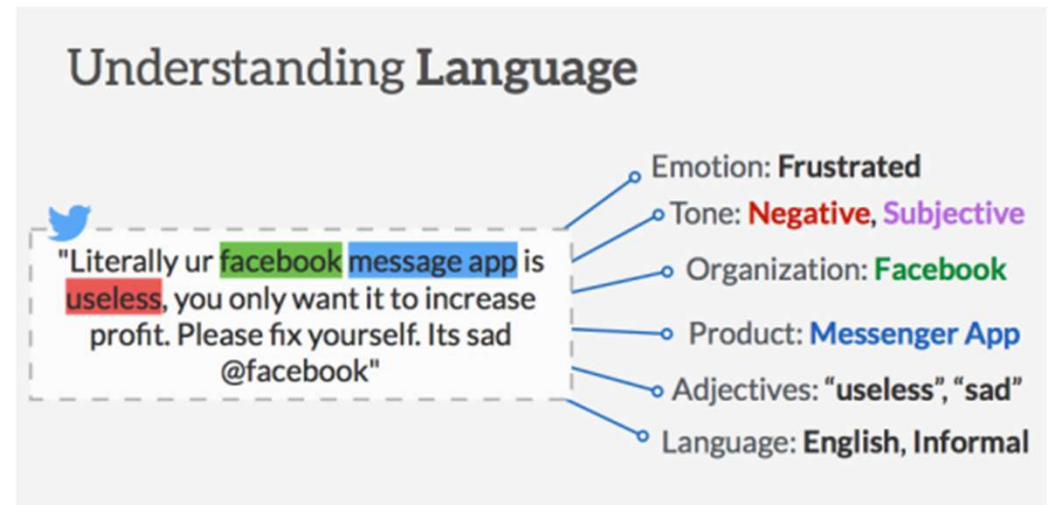 Understanding Language
"Literally ur facebook message app is
useless, you only want it to increase
profit. Please fix yourself. Its sad
@facebook"
Emotion: Frustrated
Tone: Negative, Subjective
Organization: Facebook
Product: Messenger App
Adjectives: “useless”, “sad”
Language: English, Informal